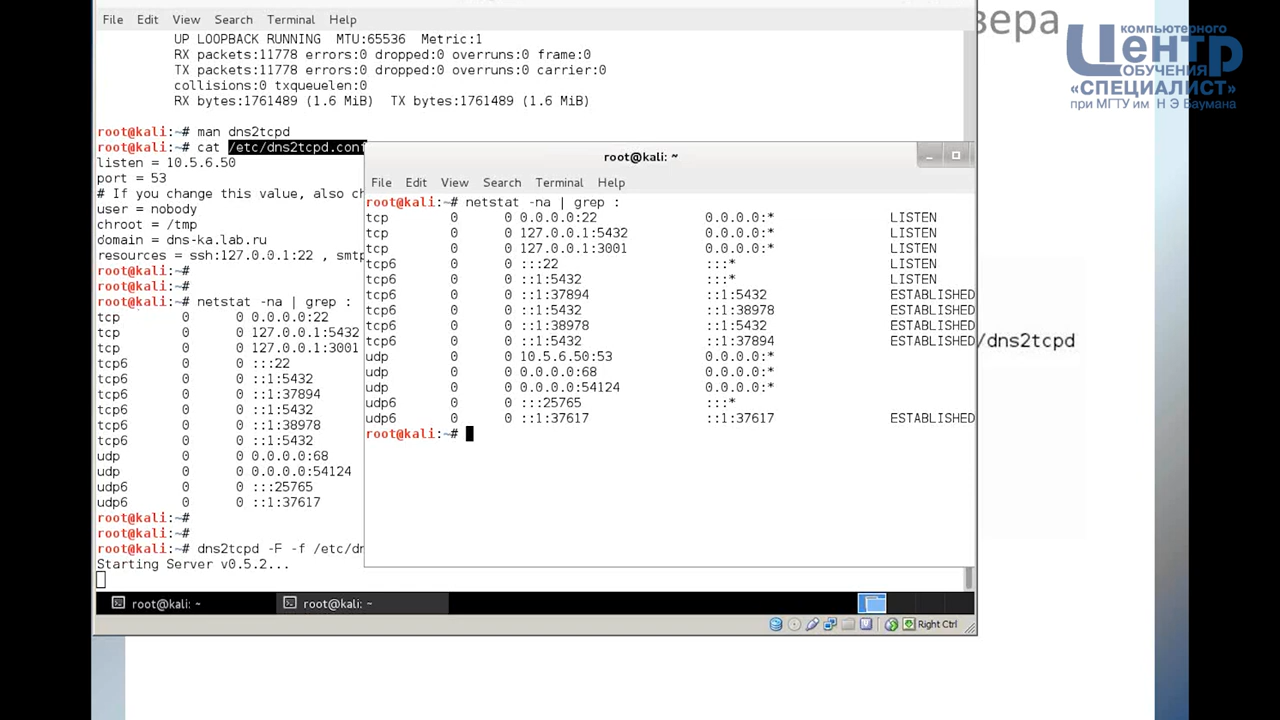 вера
компьютерного
Центр
ОБУЧЕНИЯ
«СПЕЦИАЛИСТ»
при МГТУ им Н Э Баумана
File Edit View Search Terminal Help
UP LOOPBACK RUNNING MTU:65536 Metric:1
RX packets:11778 errors:0 dropped:0 overruns:0 frame:0
TX packets:11778 errors:0 dropped:0 overruns:0 carrier:0
collisions:0 txqueuelen:0
RX bytes:1761489 (1.6 MiB) TX bytes:1761489 (1.6 MiB)
root@kali:~# man dns2tcpd
root@kali:~# cat /etc/dns2tcpd.conf
listen = 10.5.6.50
port = 53
# If you change this value, also ch
user = nobody
chroot = /tmp
domain = dns-ka.lab.ru
resources = ssh:127.0.0.1:22 , smtp
root@kali:~#
root@kali:~#
root@kali:~# netstat -na | grep :
tcp 0 0 0.0.0.0:22
tcp 0 0 127.0.0.1:5432
tcp 0 0 127.0.0.1:3001
tcp6 0 0 :::22
tcp6 0 0 ::1:5432
tcp6 0 0 ::1:37894
tcp6 0 0 ::1:5432
tcp6 0 0 ::1:38978
tcp6 0 0 ::1:5432
udp 0 0 0.0.0.0:68
udp 0 0 0.0.0.0:54124
udp6 0 0 :::25765
udp6 0 0 ::1:37617
root@kali:~#
root@kali:~#
root@kali:~# dns2tcpd -F -f /etc/dn
Starting Server v0.5.2...
root@kali: ~
File Edit View Search Terminal Help
root@kali:~# netstat -na | grep :
tcp 0 0 0.0.0.0:22 0.0.0.0:* LISTEN
tcp 0 0 127.0.0.1:5432 0.0.0.0:* LISTEN
tcp 0 0 127.0.0.1:3001 0.0.0.0:* LISTEN
tcp6 0 0 :::22 :::* LISTEN
tcp6 0 0 ::1:5432 :::* LISTEN
tcp6 0 0 ::1:37894 ::1:5432 ESTABLISHED
tcp6 0 0 ::1:5432 ::1:38978 ESTABLISHED
tcp6 0 0 ::1:38978 ::1:5432 ESTABLISHED
tcp6 0 0 ::1:5432 ::1:37894 ESTABLISHED
udp 0 0 10.5.6.50:53 0.0.0.0:*
udp 0 0 0.0.0.0:68 0.0.0.0:*
udp 0 0 0.0.0.0:54124 0.0.0.0:*
udp6 0 0 :::25765 :::*
udp6 0 0 ::1:37617 ::1:37617 ESTABLISHED
root@kali:~#
/dns2tcpd
root@kali: ~ root@kali: ~
Right Ctrl